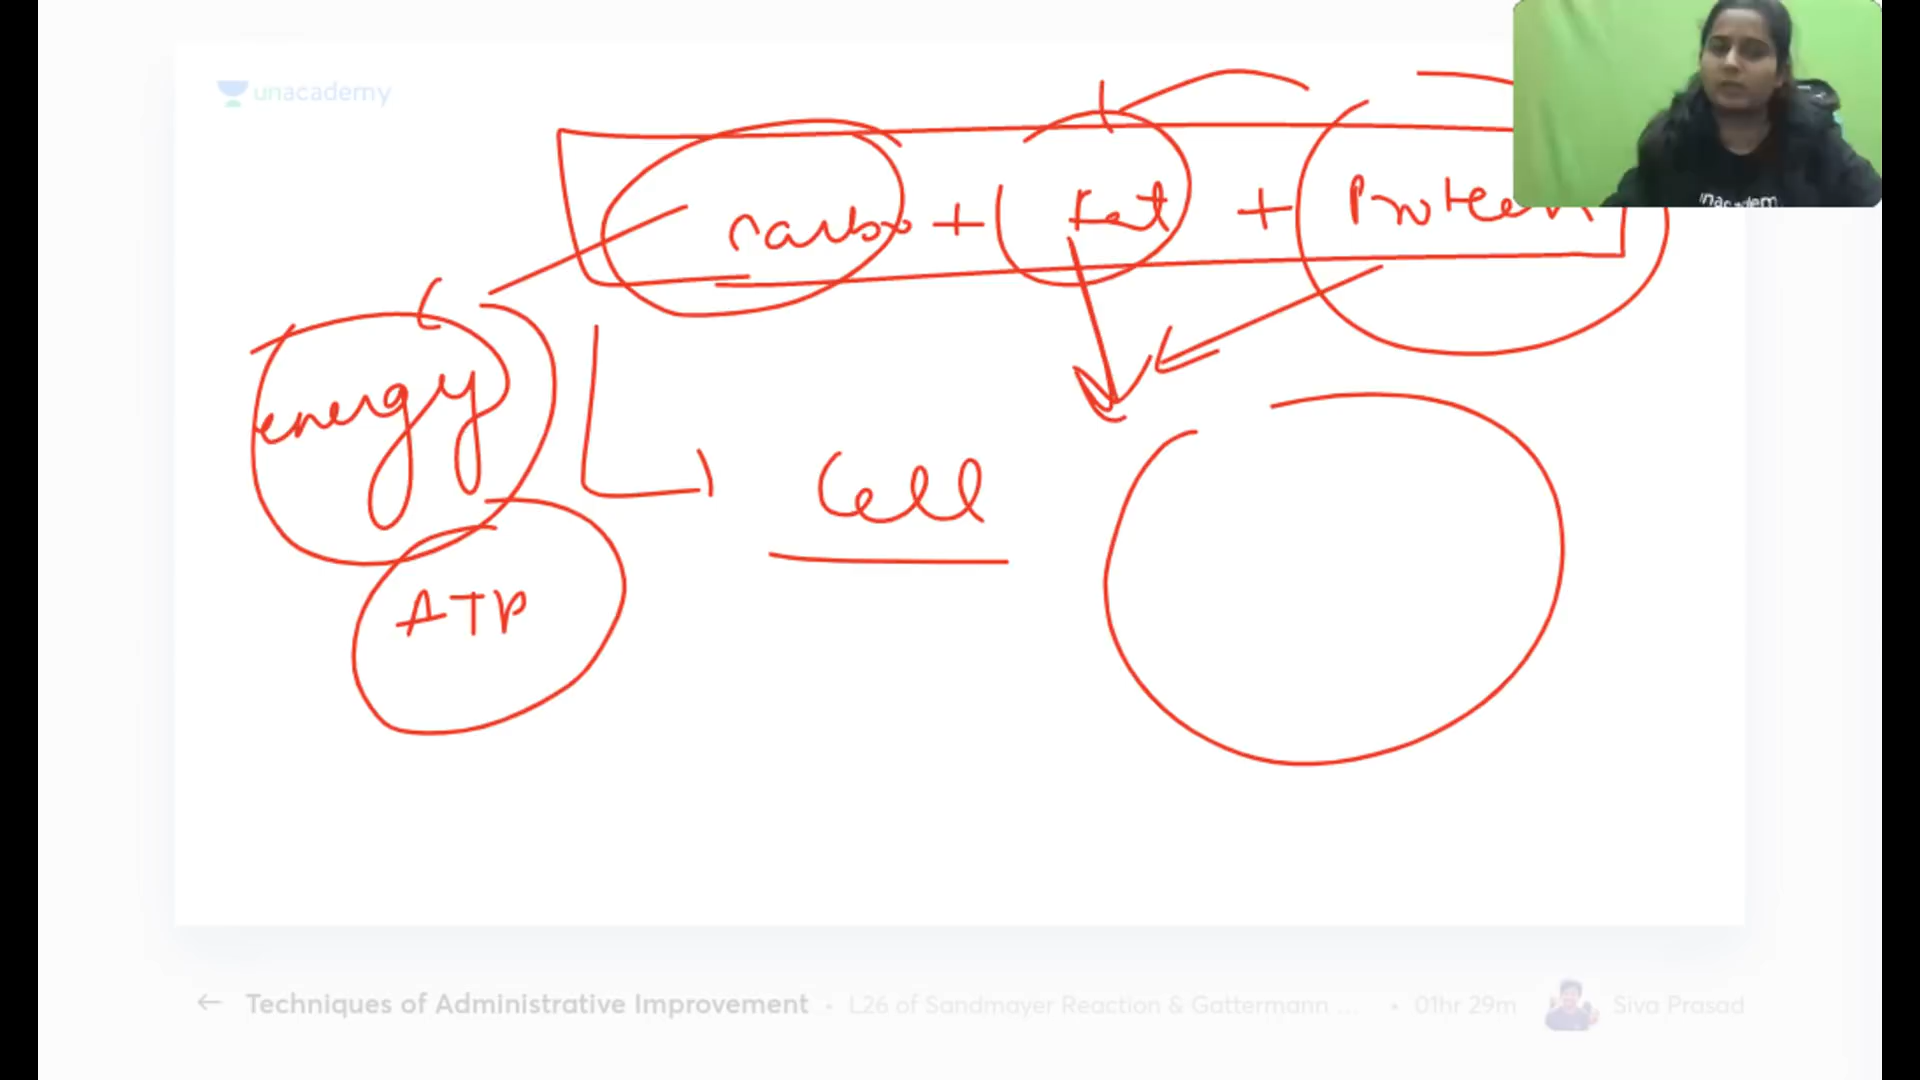 unacademy
carbo + Fat + Protein
energy
Cell
ATP
unacademy
← Techniques of Administrative Improvement • L26 of Sandmayer Reaction & Gattermann ... • 01hr 29m Siva Prasad